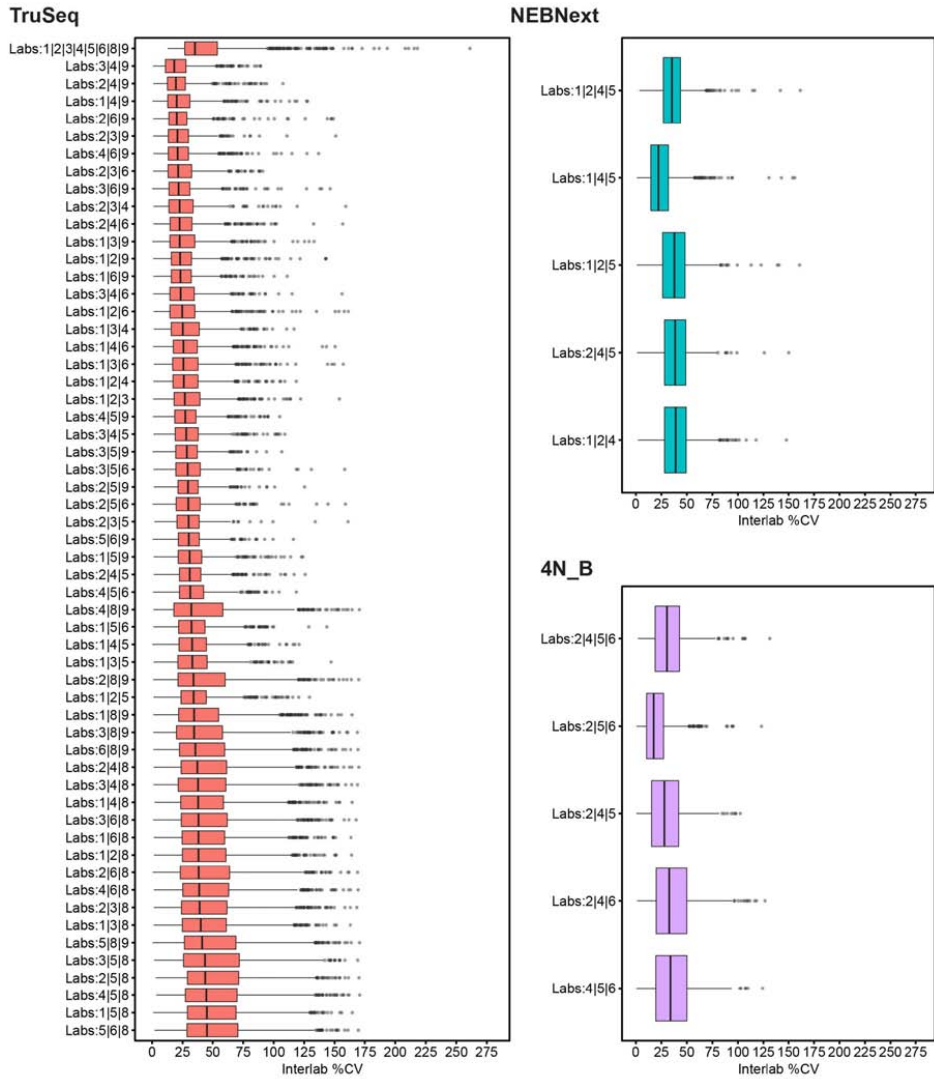 TruSeq
Labs:1|2|3|4|5|6|8|9
Labs:3|4|9
Labs:2|4|9
Labs:1|4|9
Labs:2|6|9
Labs:2|3|9
Labs:4|6|9
Labs:2|3|6
Labs:3|6|9
Labs:2|3|4
Labs:2|4|6
Labs:1|3|9
Labs:1|2|9
Labs:1|6|9
Labs:3|4|6
Labs:1|2|6
Labs:1|3|4
Labs:1|4|6
Labs:1|3|6
Labs:1|2|4
Labs:1|2|3
Labs:4|5|9
Labs:3|4|5
Labs:3|5|9
Labs:3|5|6
Labs:2|5|9
Labs:2|5|6
Labs:2|3|5
Labs:5|6|9
Labs:1|5|9
Labs:2|4|5
Labs:4|5|6
Labs:4|8|9
Labs:1|5|6
Labs:1|4|5
Labs:1|3|5
Labs:2|8|9
Labs:1|2|5
Labs:1|8|9
Labs:3|8|9
Labs:6|8|9
Labs:2|4|8
Labs:3|4|8
Labs:1|4|8
Labs:3|6|8
Labs:1|6|8
Labs:1|2|8
Labs:2|6|8
Labs:4|6|8
Labs:2|3|8
Labs:1|3|8
Labs:5|8|9
Labs:3|5|8
Labs:2|5|8
Labs:4|5|8
Labs:1|5|8
Labs:5|6|8
0 25 50 75 100 125 150 175 200 225 250 275
Interlab %CV
NEBNext
Labs:1|2|4|5
Labs:1|4|5
Labs:1|2|5
Labs:2|4|5
Labs:1|2|4
0 25 50 75 100 125 150 175 200 225 250 275
Interlab %CV
4N_B
Labs:2|4|5|6
Labs:2|5|6
Labs:2|4|5
Labs:2|4|6
Labs:4|5|6
0 25 50 75 100 125 150 175 200 225 250 275
Interlab %CV